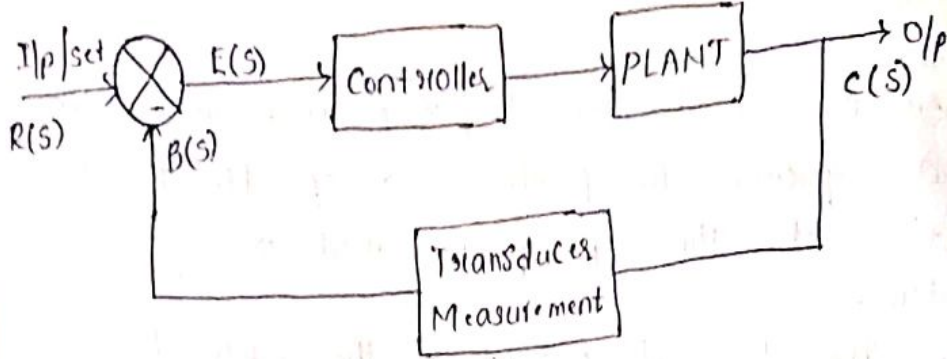 I/p/set
R(S)
E(S)
B(S)
Controller
PLANT
O/p
C(S)
Transducer
Measurement
-